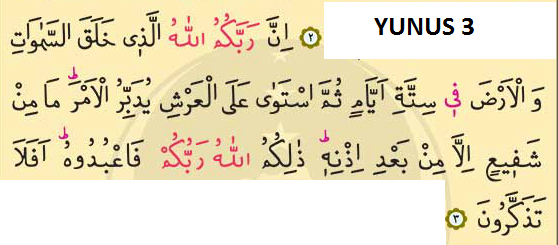 YUNUS 3
﴿٢﴾ اِنَّ رَبَّكُمُ اللّٰهُ الَّذٖى خَلَقَ السَّمٰوَاتِ
وَ الْاَرْضَ فٖى سِتَّةِ اَيَّامٍ ثُمَّ اسْتَوٰى عَلَى الْعَرْشِ يُدَبِّرُ الْاَمْرَؕ مَا مِنْ
شَفٖيعٍ اِلَّا مِنْ بَعْدِ اِذْنِهٖؕ ذٰلِكُمُ اللّٰهُ رَبُّكُمْ فَاعْبُدُوهُؕ اَفَلَا
تَذَكَّرُونَ ﴿٣﴾